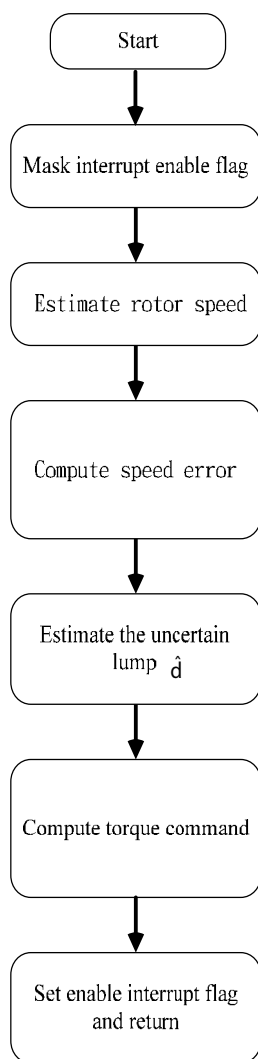 Start
Mask interrupt enable flag
Estimate rotor speed
Compute speed error
Estimate the uncertain
lump d̂
Compute torque command
Set enable interrupt flag
and return